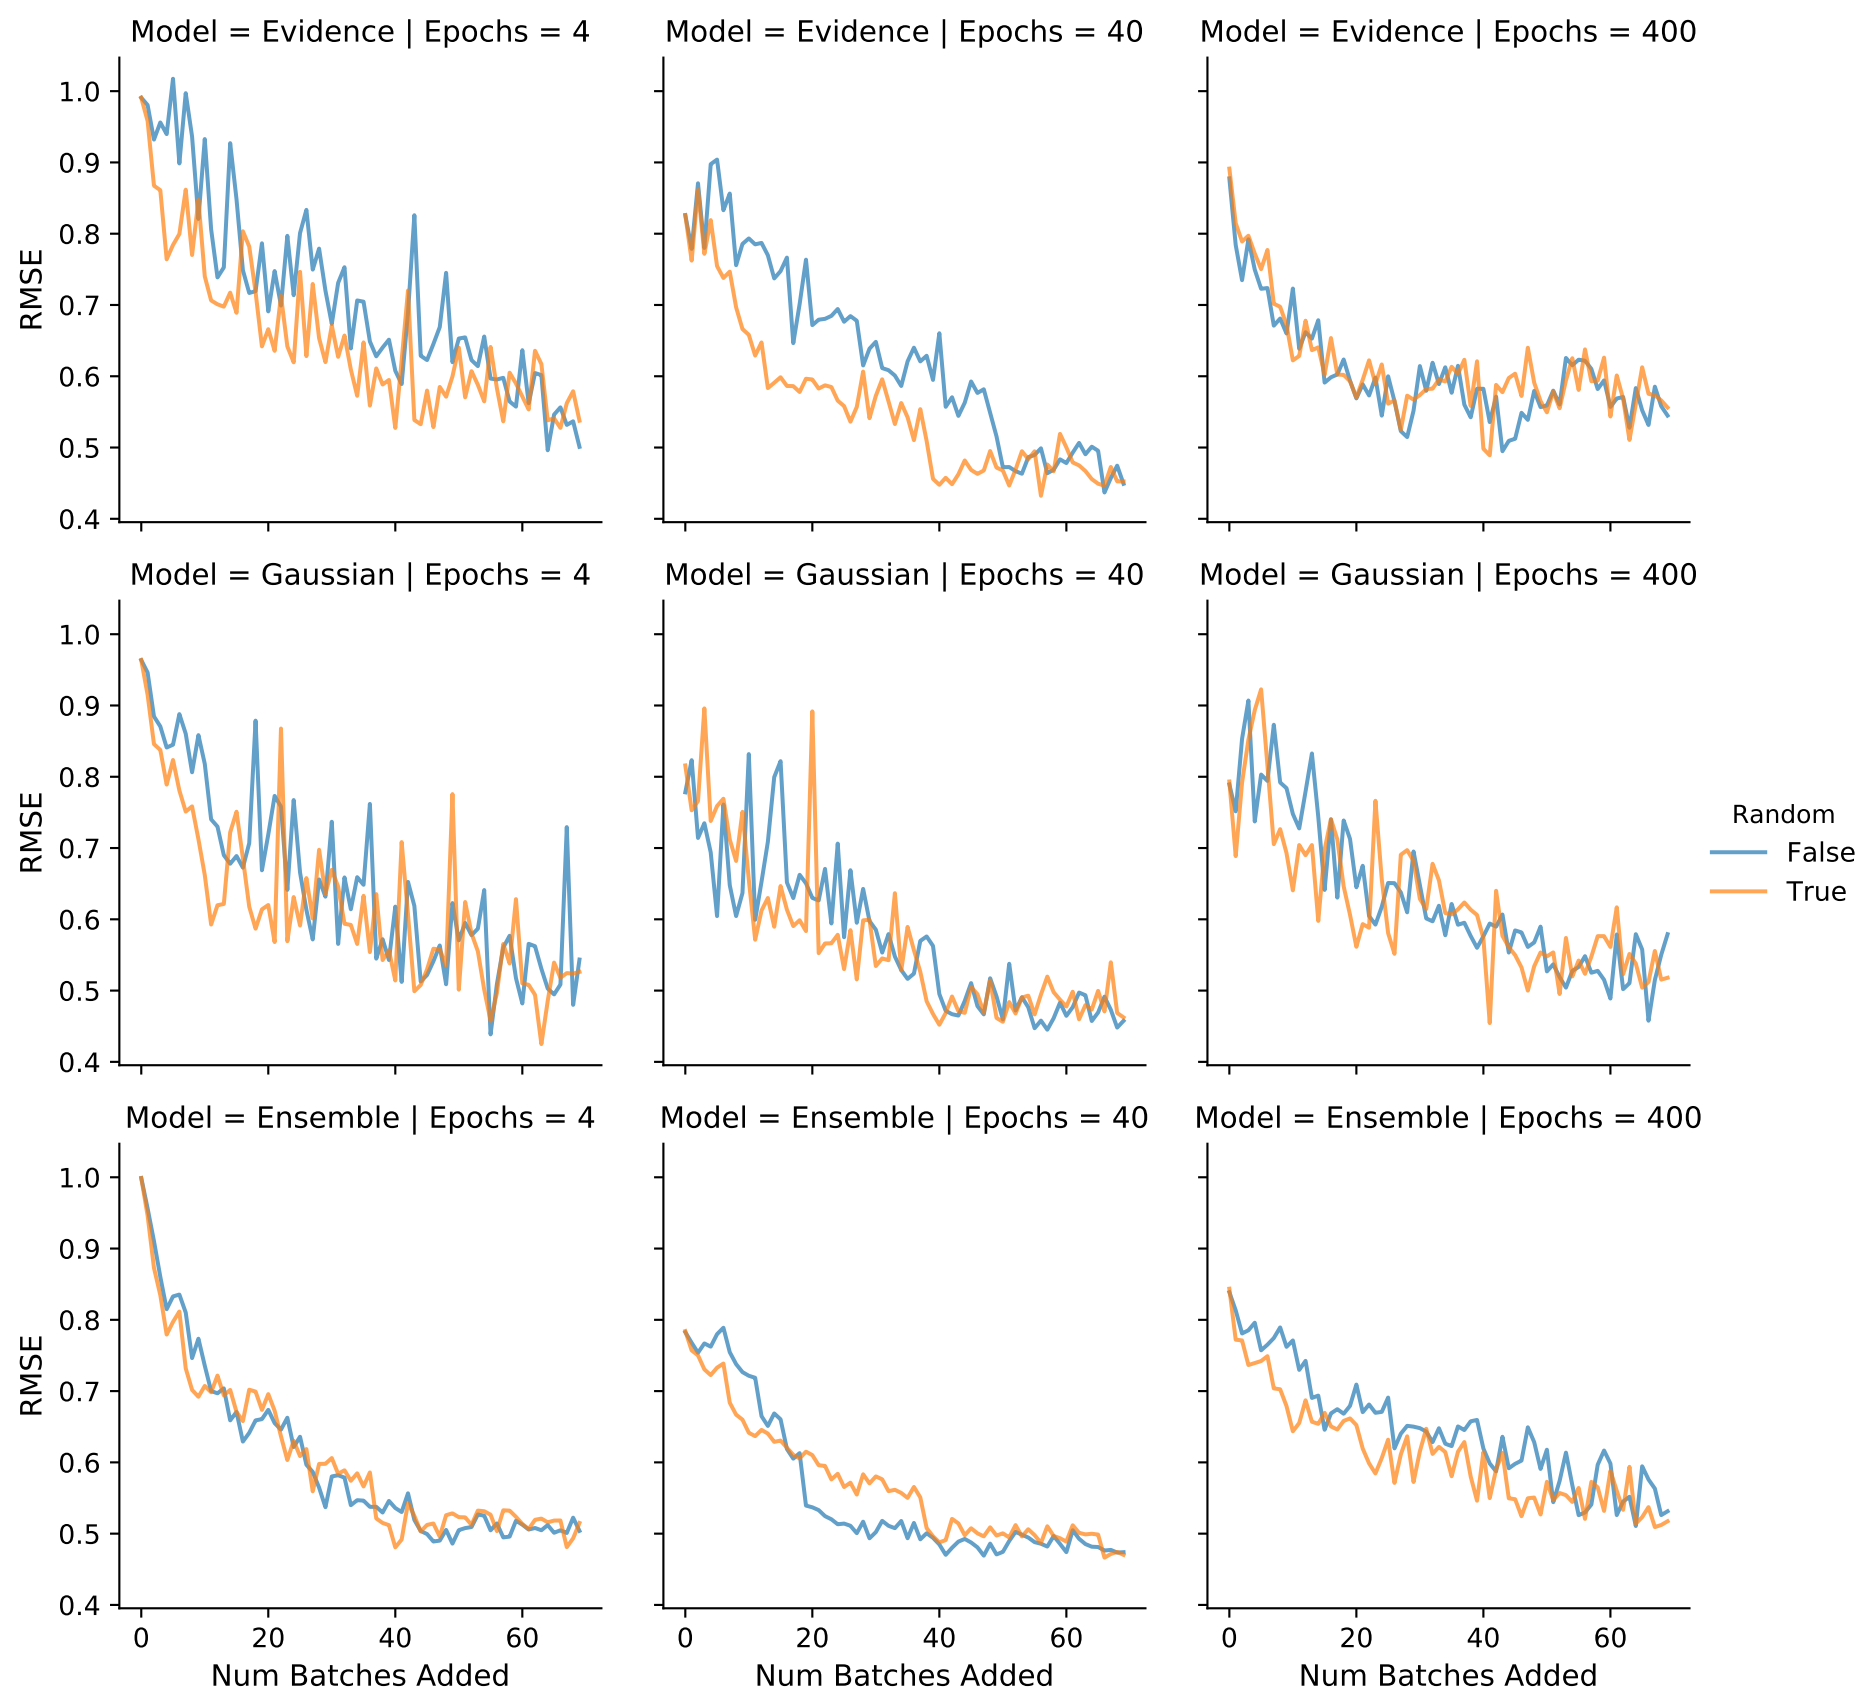 Model = Evidence | Epochs = 4
Model = Evidence | Epochs = 40
Model = Evidence | Epochs = 400
RMSE
1.0
0.9
0.8
0.7
0.6
0.5
0.4
Model = Gaussian | Epochs = 4
Model = Gaussian | Epochs = 40
Model = Gaussian | Epochs = 400
RMSE
1.0
0.9
0.8
0.7
0.6
0.5
0.4
Random
False
True
Model = Ensemble | Epochs = 4
Model = Ensemble | Epochs = 40
Model = Ensemble | Epochs = 400
RMSE
1.0
0.9
0.8
0.7
0.6
0.5
0.4
0 20 40 60
0 20 40 60
0 20 40 60
Num Batches Added
Num Batches Added
Num Batches Added